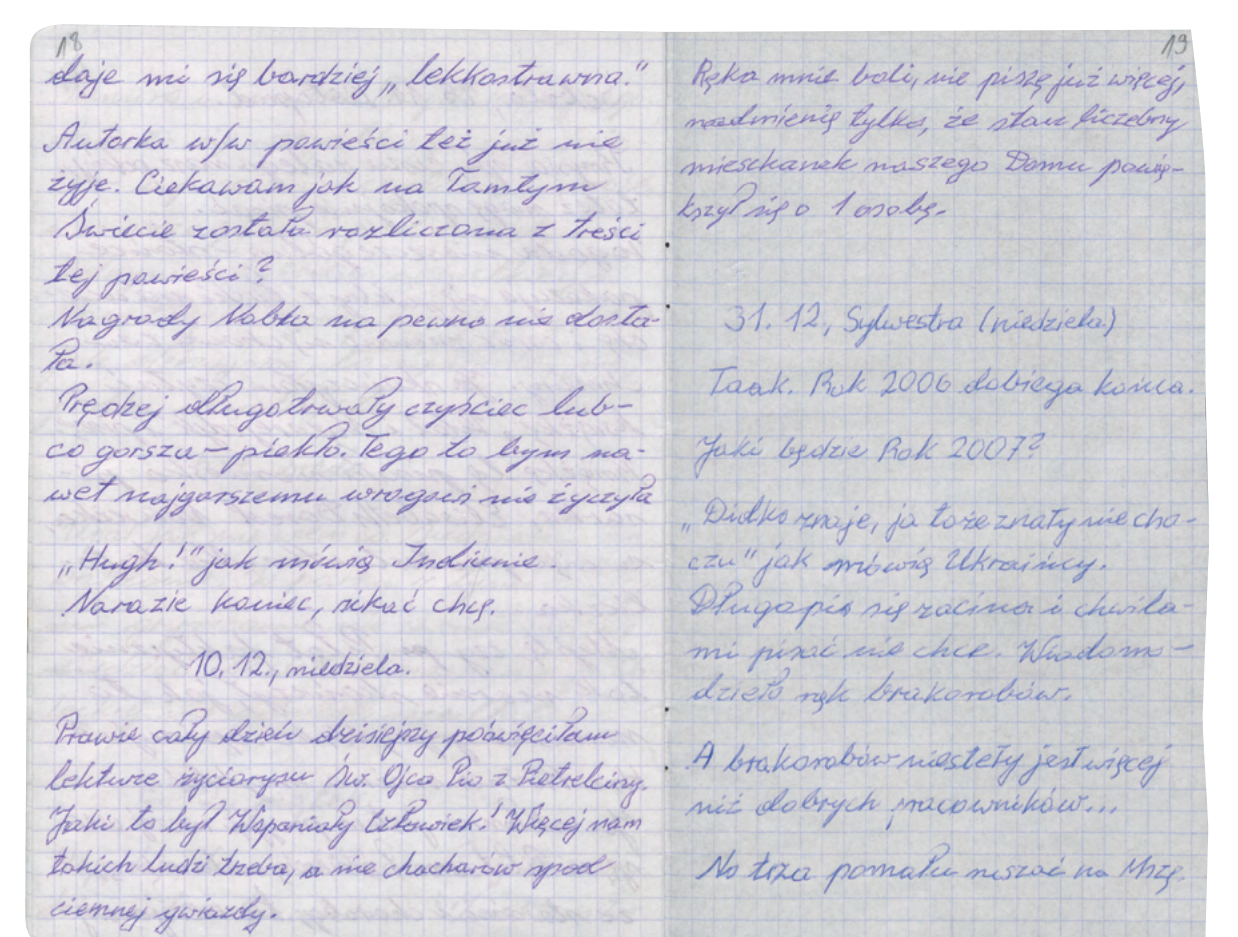 18
daje mi się bardziej „lekkostrawna."
Autorka w/w powieści też już nie
żyje. Ciekawam jak na Tamtym
Świecie została rozliczona z treści
tej powieści?
Nagrody Nobla na pewno nie dosta-
ła.
Prędzej długotrwały czyściec lub-
co gorsza – piekło. Tego to bym na-
wet najgorszemu wrogowi nie życzyła
„Hugh!" jak mówią Indianie.
Narazie koniec, sikać chcę.
10.12., niedziela.
Prawie cały dzień dzisiejszy poświęciłam
lekturze życiorysu Św. Ojca Pio z Pietrelciny.
Jaki to był Wspaniały Człowiek! Więcej nam
takich ludzi trzeba, a nie chacharów spod
ciemnej gwiazdy.
19
Ręka mnie boli, nie piszę już więcej,
nadmienię tylko, że stan liczebny
mieszkanek naszego Domu powię-
kszył się o 1 osobę.
31.12., Sylwestra (niedziela)
Taak. Rok 2006 dobiega końca.
Jaki będzie Rok 2007?
„Didko znaje, ja toże znaty nie cho-
czu" jak mówią Ukraińcy.
Długopis się zacina i chwila-
mi pisać nie chce. Wiadomo –
dzieło rąk brakorobów.
A brakorobów niestety jest więcej
niż dobrych pracowników...
No trza pomału ruszać na Mszę.